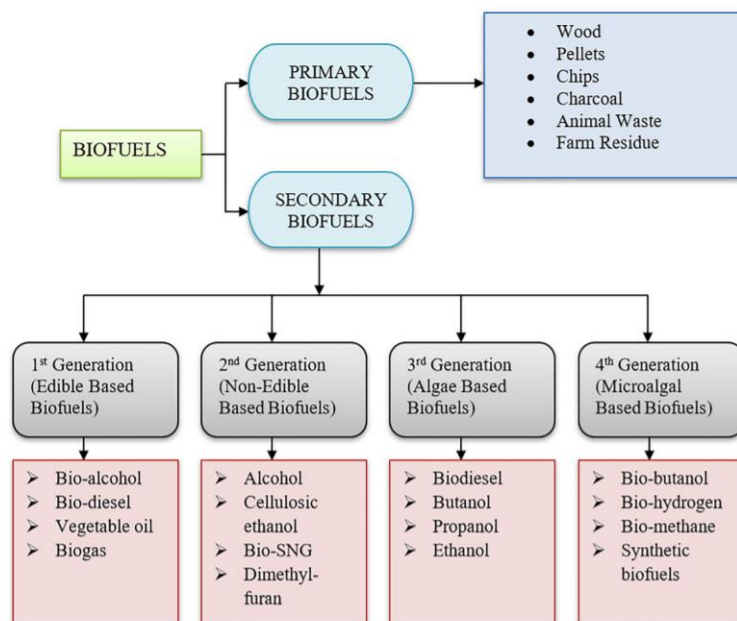 PRIMARY
BIOFUELS
• Wood
• Pellets
• Chips
• Charcoal
• Animal Waste
• Farm Residue
BIOFUELS
SECONDARY
BIOFUELS
1st Generation
(Edible Based
Biofuels)
2nd Generation
(Non-Edible
Based Biofuels)
3rd Generation
(Algae Based
Biofuels)
4th Generation
(Microalgal
Based Biofuels)
➢ Bio-alcohol
➢ Bio-diesel
➢ Vegetable oil
➢ Biogas
➢ Alcohol
➢ Cellulosic
ethanol
➢ Bio-SNG
➢ Dimethyl-
furan
➢ Biodiesel
➢ Butanol
➢ Propanol
➢ Ethanol
➢ Bio-butanol
➢ Bio-hydrogen
➢ Bio-methane
➢ Synthetic
biofuels